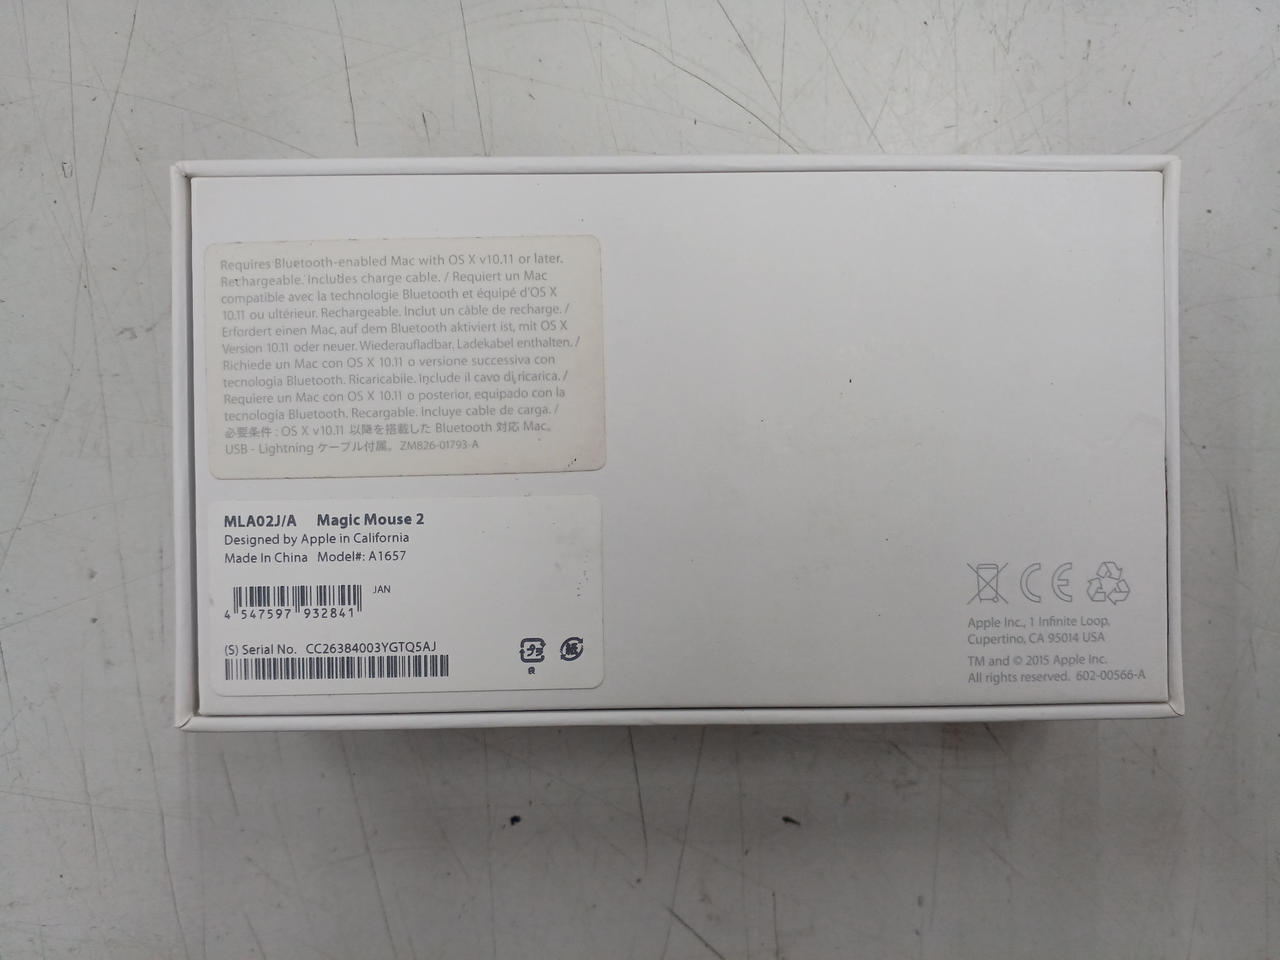 Requires Bluetooth-enabled Mac with OS X v10.11 or later.
Rechargeable. Includes charge cable. / Requiert un Mac
compatible avec la technologie Bluetooth et équipé d'OS X
10.11 ou ultérieur. Rechargeable. Inclut un câble de recharge. /
Erfordert einen Mac, auf dem Bluetooth aktiviert ist, mit OS X
Version 10.11 oder neuer. Wiederaufladbar. Ladekabel enthalten. /
Richiede un Mac con OS X 10.11 o versione successiva con
tecnologia Bluetooth. Ricaricabile. Include il cavo di ricarica. /
Requiere un Mac con OS X 10.11 o posterior, equipado con la
tecnología Bluetooth. Recargable. Incluye cable de carga. /
必要条件 : OS X v10.11 以降を搭載した Bluetooth 対応 Mac。
USB - Lightning ケーブル付属。 ZM826-01793-A
MLA02J/A Magic Mouse 2
Designed by Apple in California
Made In China Model#: A1657
JAN
4 547597 932841
(S) Serial No. CC26384003YGTQ5AJ
プラ
紙
CE
Apple Inc., 1 Infinite Loop,
Cupertino, CA 95014 USA
TM and © 2015 Apple Inc.
All rights reserved. 602-00566-A